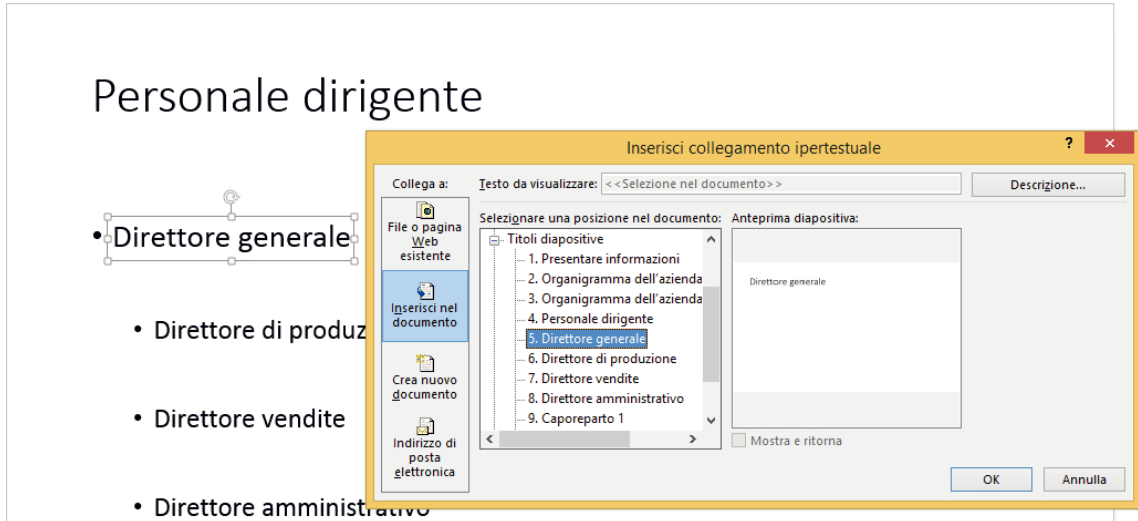 Personale dirigente
• Direttore generale
• Direttore di produz
• Direttore vendite
• Direttore amministrativo
Inserisci collegamento ipertestuale
? ×
Collega a:
Testo da visualizzare: <<Selezione nel documento>>
Descrizione...
File o pagina
Web
esistente
Inserisci nel
documento
Crea nuovo
documento
Indirizzo di
posta
elettronica
Selezionare una posizione nel documento:
Titoli diapositive
1. Presentare informazioni
2. Organigramma dell'azienda
3. Organigramma dell'azienda
4. Personale dirigente
5. Direttore generale
6. Direttore di produzione
7. Direttore vendite
8. Direttore amministrativo
9. Caporeparto 1
Anteprima diapositiva:
Direttore generale
Mostra e ritorna
OK
Annulla